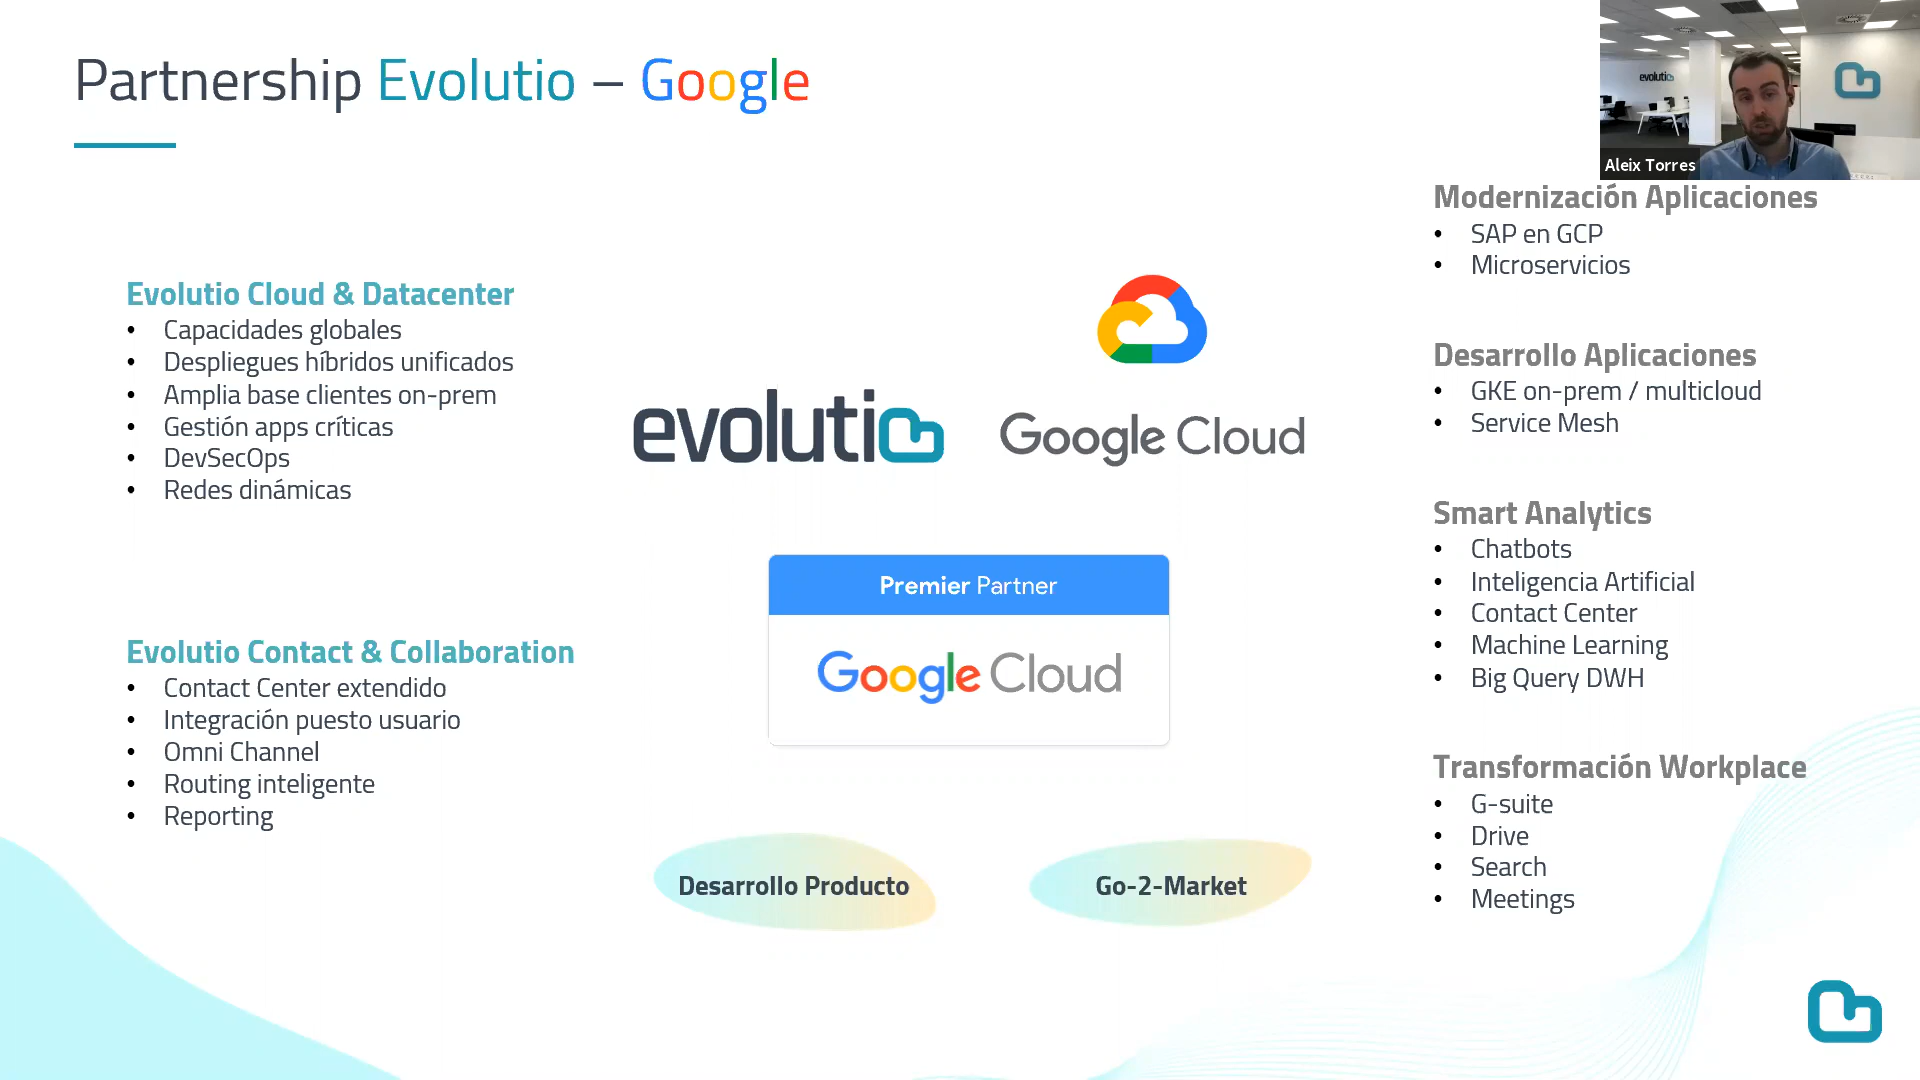 Partnership Evolutio – Google
evolutio
Aleix Torres
Evolutio Cloud & Datacenter
• Capacidades globales
• Despliegues híbridos unificados
• Amplia base clientes on-prem
• Gestión apps críticas
• DevSecOps
• Redes dinámicas
Evolutio Contact & Collaboration
• Contact Center extendido
• Integración puesto usuario
• Omni Channel
• Routing inteligente
• Reporting
evolutio
Google Cloud
Premier Partner
Google Cloud
Desarrollo Producto
Go-2-Market
Modernización Aplicaciones
• SAP en GCP
• Microservicios
Desarrollo Aplicaciones
• GKE on-prem / multicloud
• Service Mesh
Smart Analytics
• Chatbots
• Inteligencia Artificial
• Contact Center
• Machine Learning
• Big Query DWH
Transformación Workplace
• G-suite
• Drive
• Search
• Meetings